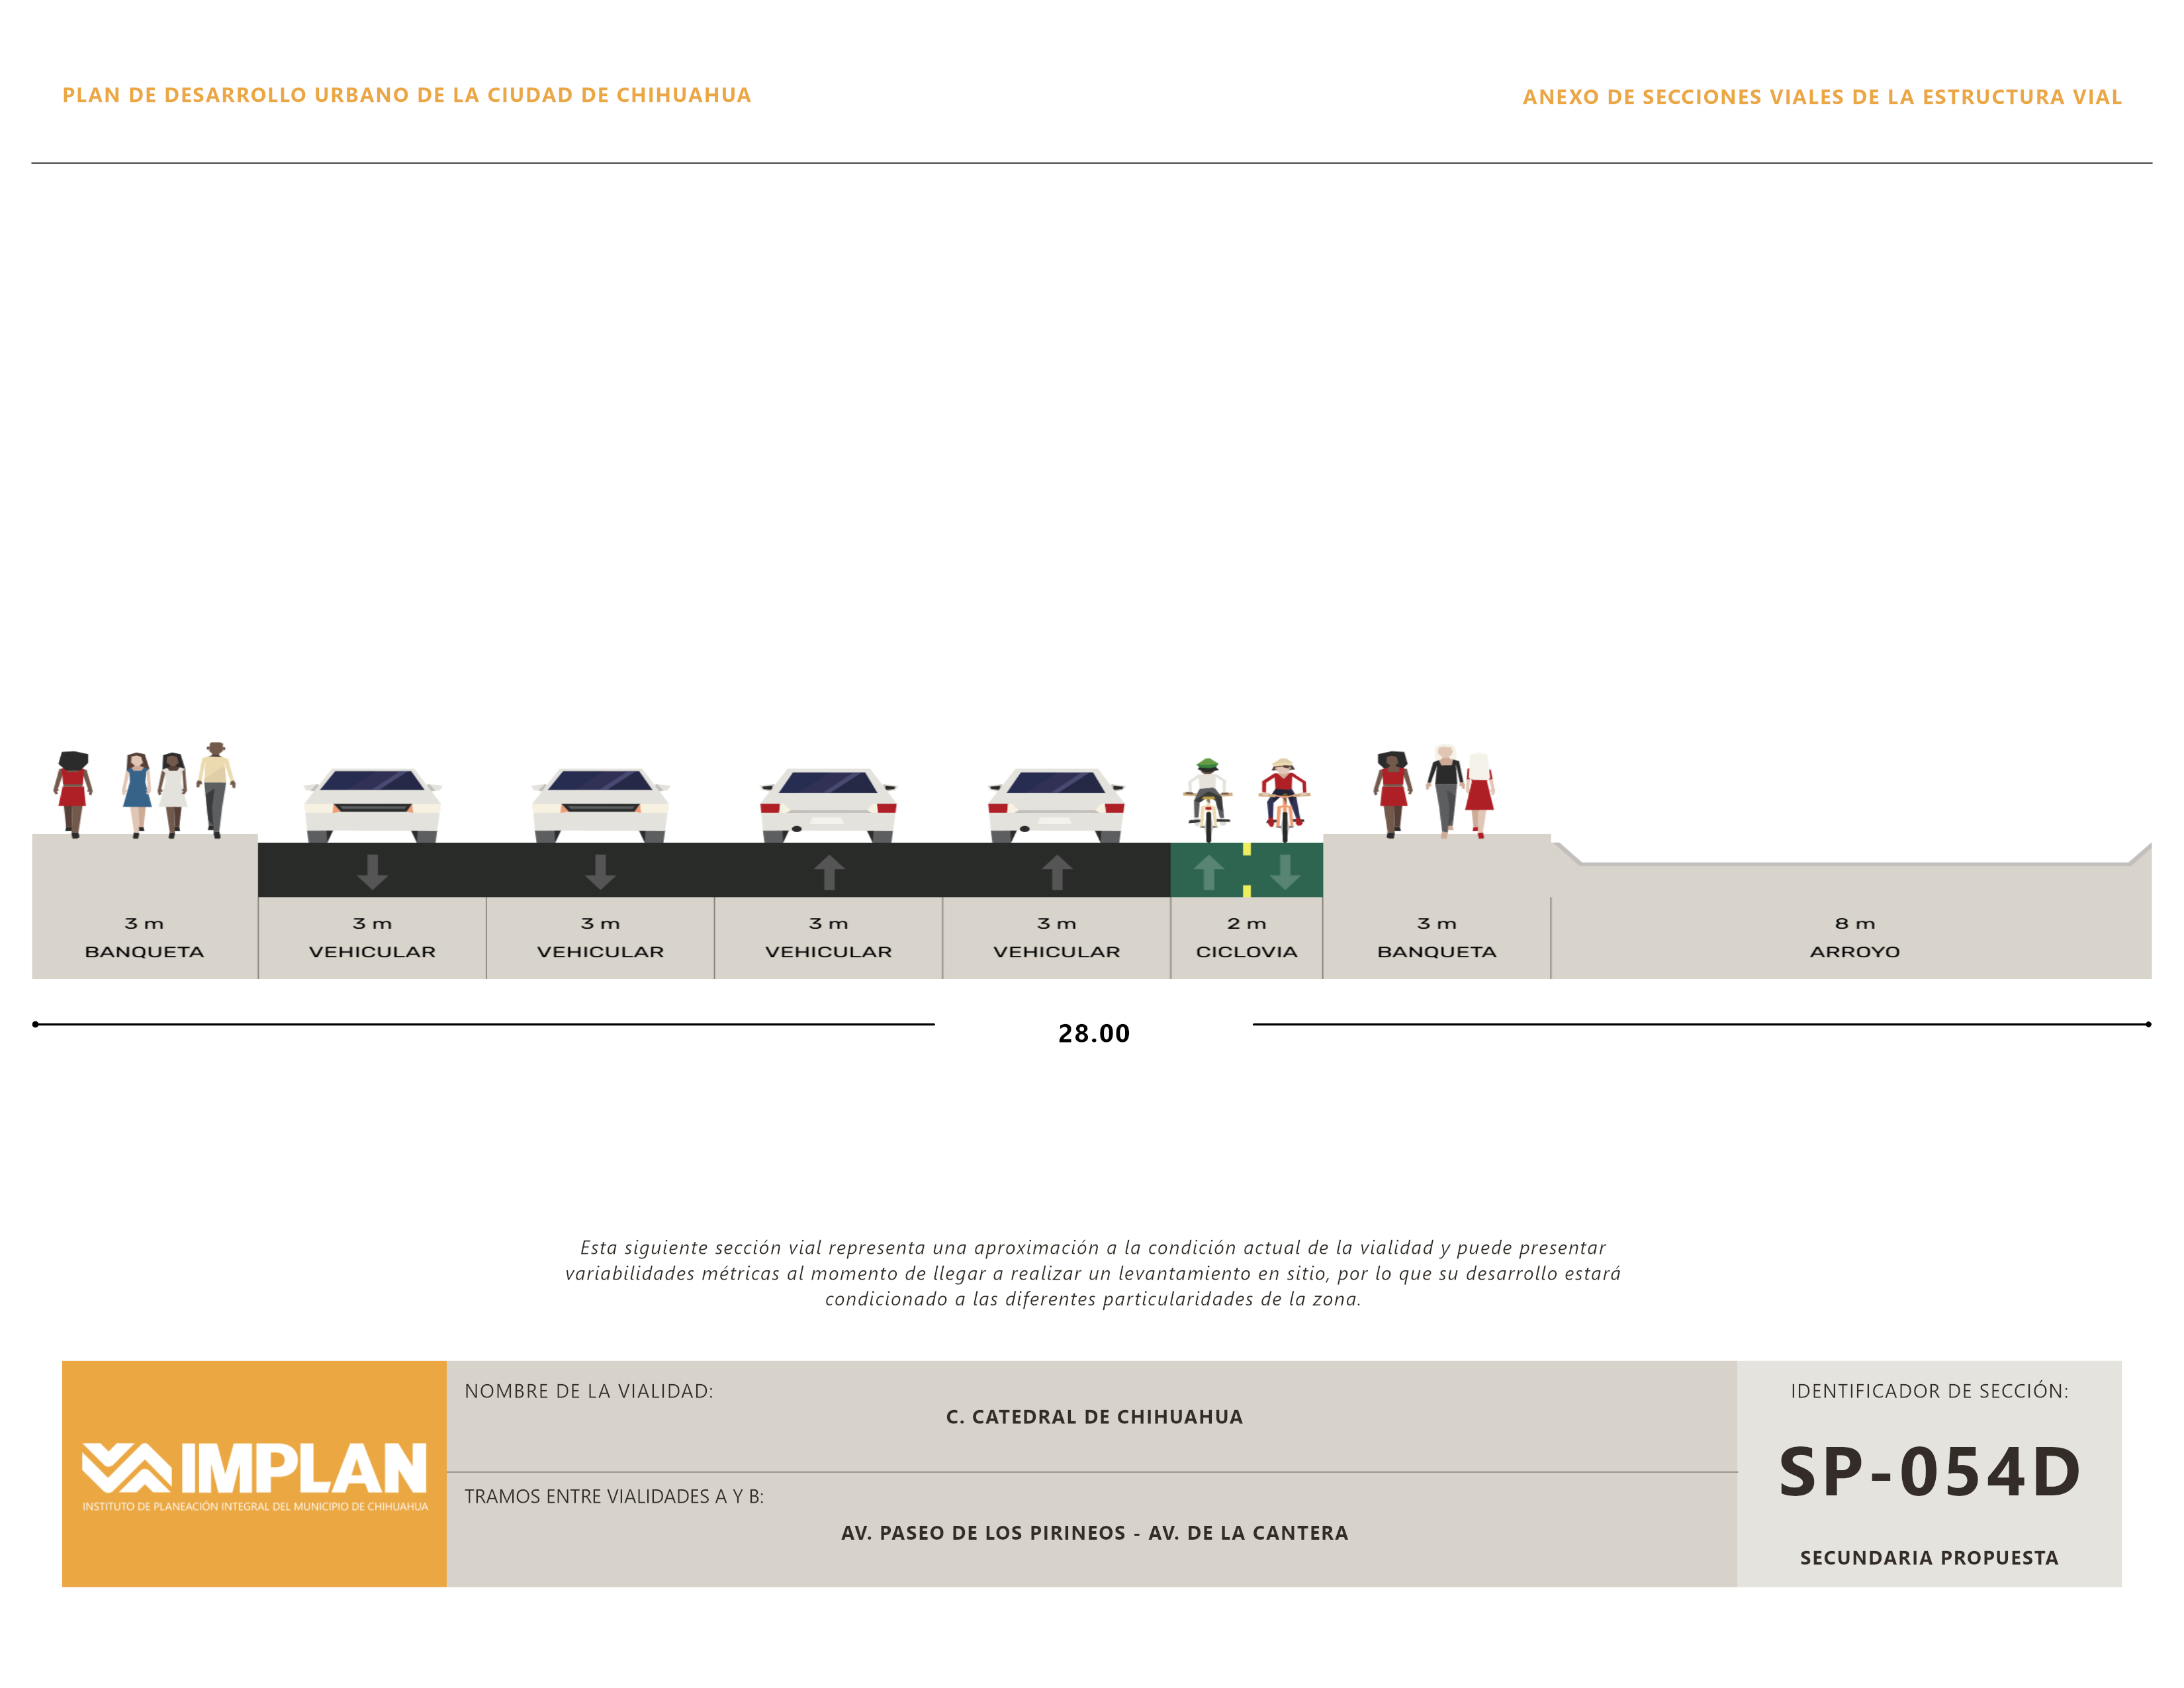 PLAN DE DESARROLLO URBANO DE LA CIUDAD DE CHIHUAHUA
ANEXO DE SECCIONES VIALES DE LA ESTRUCTURA VIAL
3 m
BANQUETA
3 m
VEHICULAR
3 m
VEHICULAR
3 m
VEHICULAR
3 m
VEHICULAR
2 m
CICLOVIA
3 m
BANQUETA
8 m
ARROYO
28.00
Esta siguiente sección vial representa una aproximación a la condición actual de la vialidad y puede presentar
variabilidades métricas al momento de llegar a realizar un levantamiento en sitio, por lo que su desarrollo estará
condicionado a las diferentes particularidades de la zona.
IMPLAN
INSTITUTO DE PLANEACIÓN INTEGRAL DEL MUNICIPIO DE CHIHUAHUA
NOMBRE DE LA VIALIDAD:
C. CATEDRAL DE CHIHUAHUA
TRAMOS ENTRE VIALIDADES A Y B:
AV. PASEO DE LOS PIRINEOS - AV. DE LA CANTERA
IDENTIFICADOR DE SECCIÓN:
SP-054D
SECUNDARIA PROPUESTA